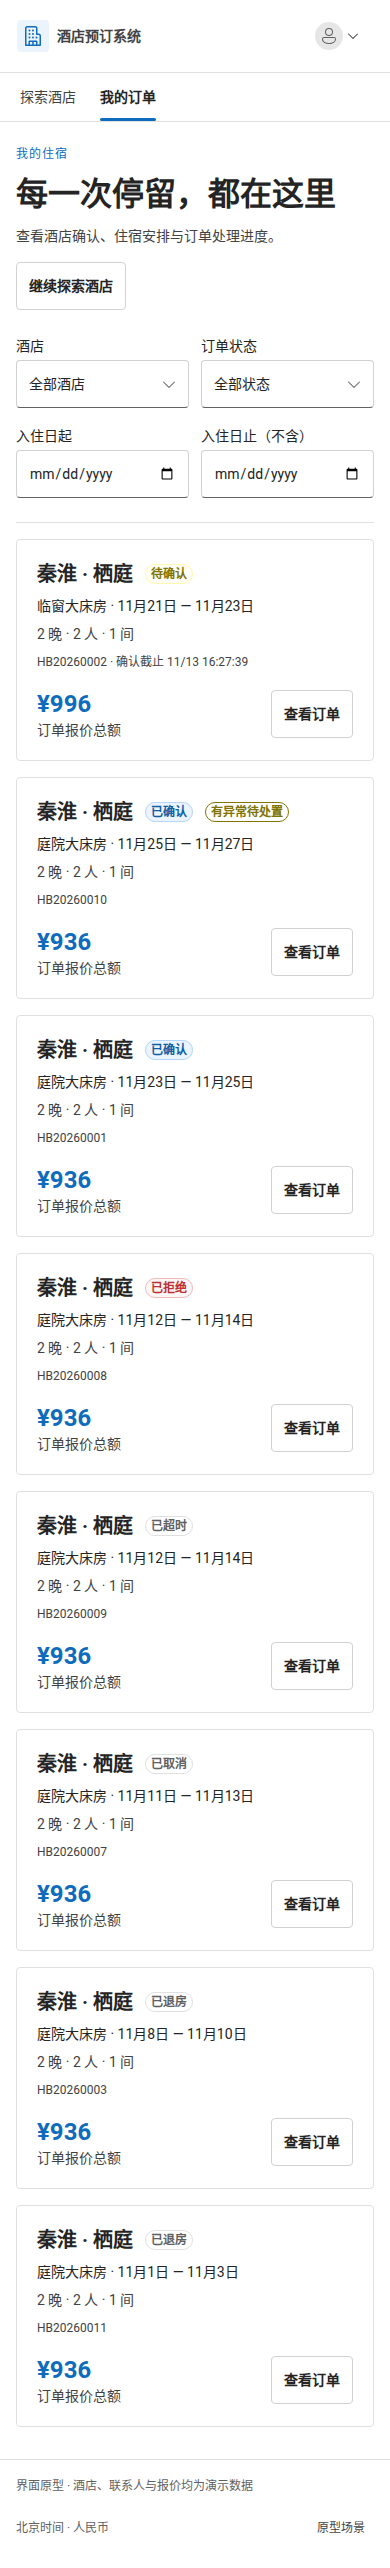 酒店预订系统
探索酒店 我的订单
我的住宿
每一次停留，都在这里
查看酒店确认、住宿安排与订单处理进度。
继续探索酒店
酒店 订单状态
全部酒店 全部状态
入住日起 入住日止（不含）
mm/dd/yyyy mm/dd/yyyy
秦淮 · 栖庭 待确认
临窗大床房 · 11月21日 — 11月23日
2 晚 · 2 人 · 1 间
HB20260002 · 确认截止 11/13 16:27:39
¥996
订单报价总额
查看订单
秦淮 · 栖庭 已确认 有异常待处置
庭院大床房 · 11月25日 — 11月27日
2 晚 · 2 人 · 1 间
HB20260010
¥936
订单报价总额
查看订单
秦淮 · 栖庭 已确认
庭院大床房 · 11月23日 — 11月25日
2 晚 · 2 人 · 1 间
HB20260001
¥936
订单报价总额
查看订单
秦淮 · 栖庭 已拒绝
庭院大床房 · 11月12日 — 11月14日
2 晚 · 2 人 · 1 间
HB20260008
¥936
订单报价总额
查看订单
秦淮 · 栖庭 已超时
庭院大床房 · 11月12日 — 11月14日
2 晚 · 2 人 · 1 间
HB20260009
¥936
订单报价总额
查看订单
秦淮 · 栖庭 已取消
庭院大床房 · 11月11日 — 11月13日
2 晚 · 2 人 · 1 间
HB20260007
¥936
订单报价总额
查看订单
秦淮 · 栖庭 已退房
庭院大床房 · 11月8日 — 11月10日
2 晚 · 2 人 · 1 间
HB20260003
¥936
订单报价总额
查看订单
秦淮 · 栖庭 已退房
庭院大床房 · 11月1日 — 11月3日
2 晚 · 2 人 · 1 间
HB20260011
¥936
订单报价总额
查看订单
界面原型 · 酒店、联系人与报价均为演示数据
北京时间 · 人民币 原型场景